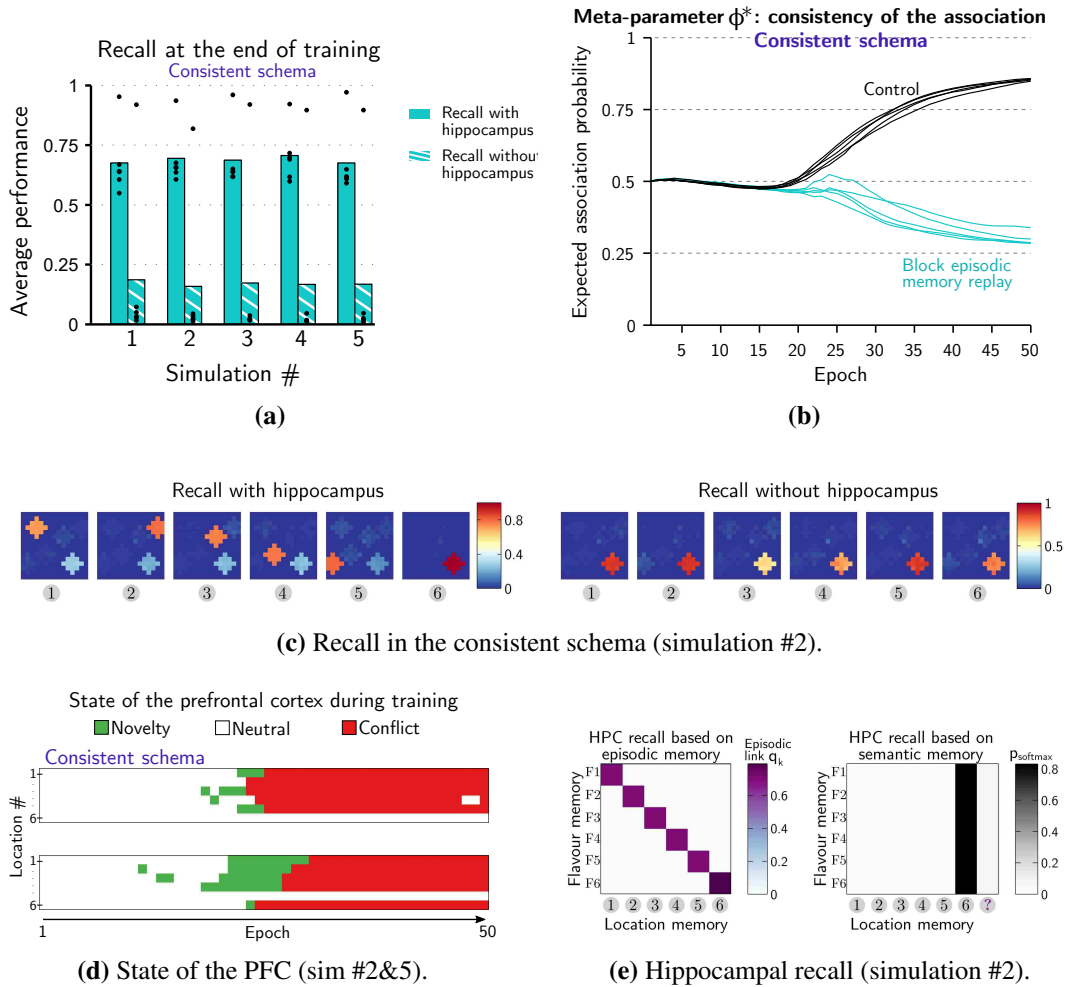 Recall at the end of training
Consistent schema
Average performance
1
0.75
0.5
0.25
0
1 2 3 4 5
Simulation #
Recall with
hippocampus
Recall without
hippocampus
(a)
Meta-parameter ϕ*: consistency of the association
Consistent schema
Expected association probability
1
0.75
0.5
0.25
0
Control
Block episodic
memory replay
5 10 15 20 25 30 35 40 45 50
Epoch
(b)
Recall with hippocampus
1 2 3 4 5 6
0.8
0.4
0
Recall without hippocampus
1 2 3 4 5 6
1
0.5
0
(c) Recall in the consistent schema (simulation #2).
State of the prefrontal cortex during training
Novelty Neutral Conflict
Consistent schema
Location #
1
6
1
6
1 Epoch 50
(d) State of the PFC (sim #2&5).
HPC recall based on
episodic memory
Episodic
link qk
Flavour memory
F1
F2
F3
F4
F5
F6
1 2 3 4 5 6
Location memory
0.6
0.4
0.2
0
HPC recall based on
semantic memory
psoftmax
Flavour memory
F1
F2
F3
F4
F5
F6
1 2 3 4 5 6 ?
Location memory
0.8
0.6
0.4
0.2
0
(e) Hippocampal recall (simulation #2).